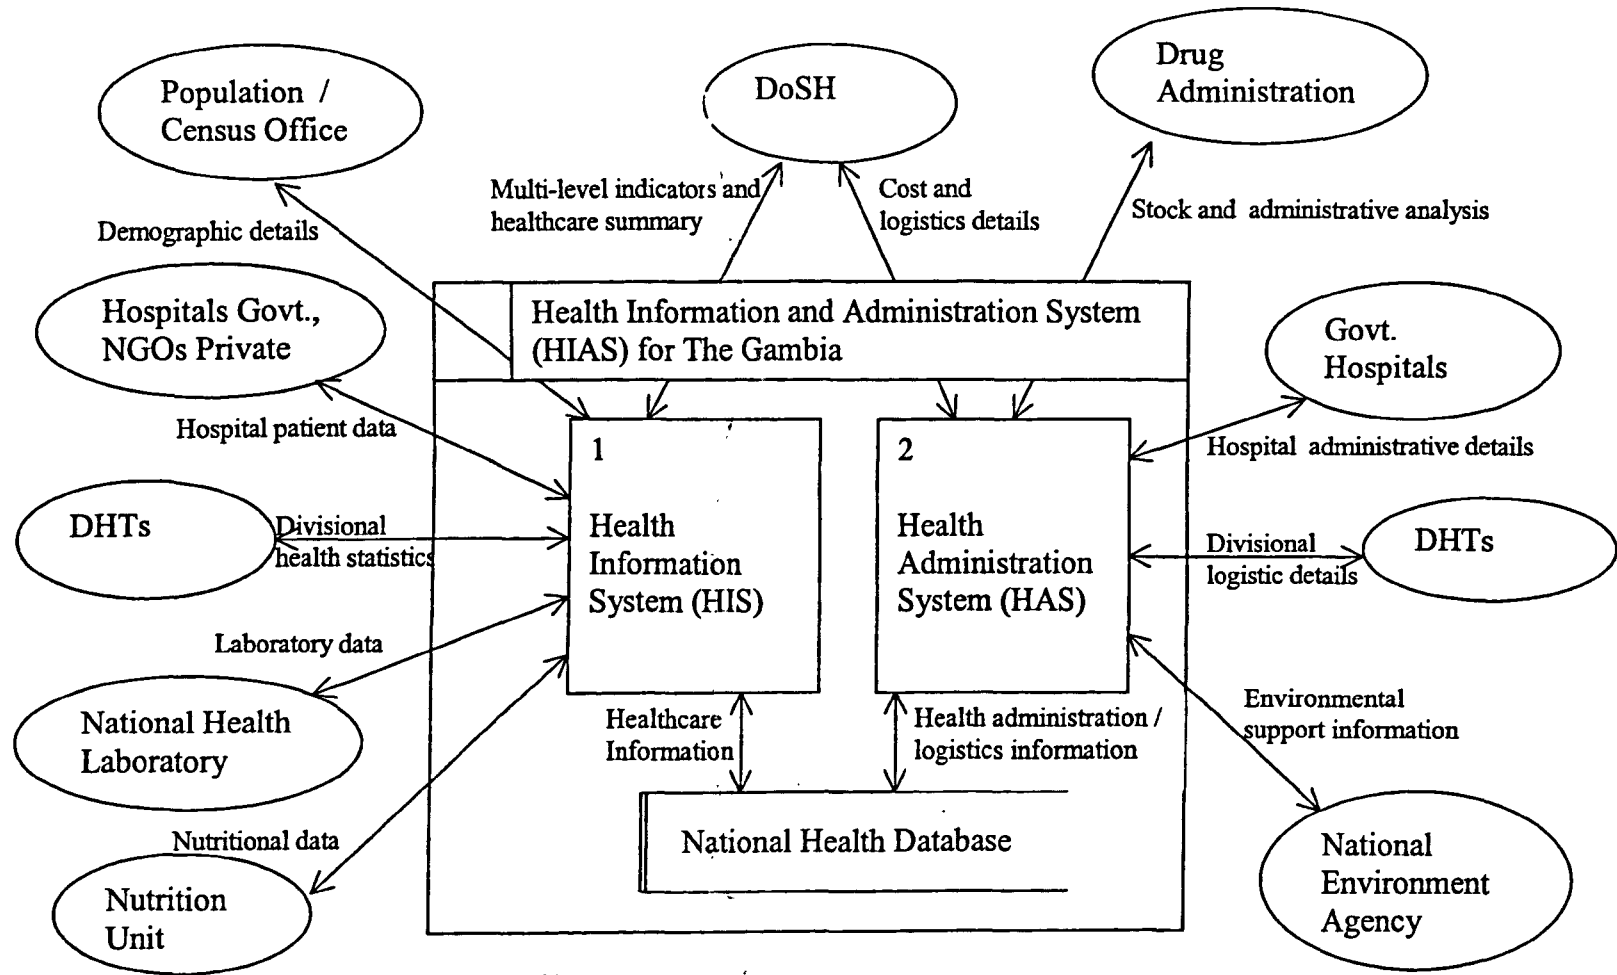 Population /
Census Office
DoSH
Drug
Administration
Multi-level indicators and
healthcare summary
Cost and
logistics details
Stock and administrative analysis
Demographic details
Hospitals Govt.,
NGOs Private
Health Information and Administration System
(HIAS) for The Gambia
Govt.
Hospitals
Hospital patient data
Hospital administrative details
1
Health
Information
System (HIS)
2
Health
Administration
System (HAS)
DHTs
Divisional
health statistics
Divisional
logistic details
DHTs
Laboratory data
National Health
Laboratory
Healthcare
Information
Health administration /
logistics information
Environmental
support information
Nutritional data
National Health Database
Nutrition
Unit
National
Environment
Agency